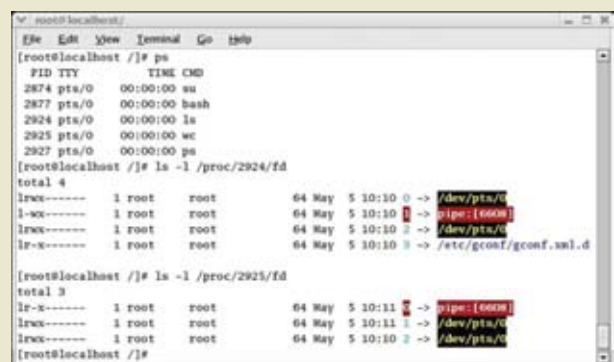 root@localhost:/
File Edit View Terminal Go Help
[root@localhost /]# ps
PID TTY TIME CMD
2874 pts/0 00:00:00 su
2877 pts/0 00:00:00 bash
2924 pts/0 00:00:00 ls
2925 pts/0 00:00:00 wc
2927 pts/0 00:00:00 ps
[root@localhost /]# ls -l /proc/2924/fd
total 4
lrwx------ 1 root root 64 May 5 10:10 0 -> /dev/pts/0
l-wx------ 1 root root 64 May 5 10:10 1 -> pipe:[6608]
lrwx------ 1 root root 64 May 5 10:10 2 -> /dev/pts/0
lr-x------ 1 root root 64 May 5 10:10 3 -> /etc/gconf/gconf.xml.d
[root@localhost /]# ls -l /proc/2925/fd
total 3
lr-x------ 1 root root 64 May 5 10:11 0 -> pipe:[6608]
lrwx------ 1 root root 64 May 5 10:11 1 -> /dev/pts/0
lrwx------ 1 root root 64 May 5 10:11 2 -> /dev/pts/0
[root@localhost /]#